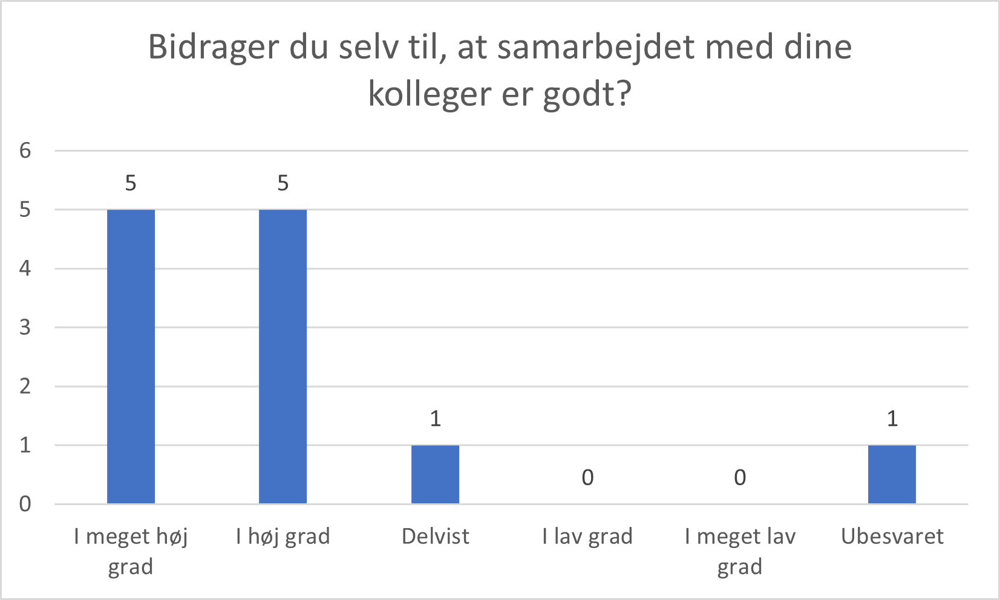 Bidrager du selv til, at samarbejdet med dine
kolleger er godt?
6
5
4
3
2
1
0
5
5
1
0
0
1
I meget høj
grad
I høj grad
Delvist
I lav grad
I meget lav
grad
Ubesvaret